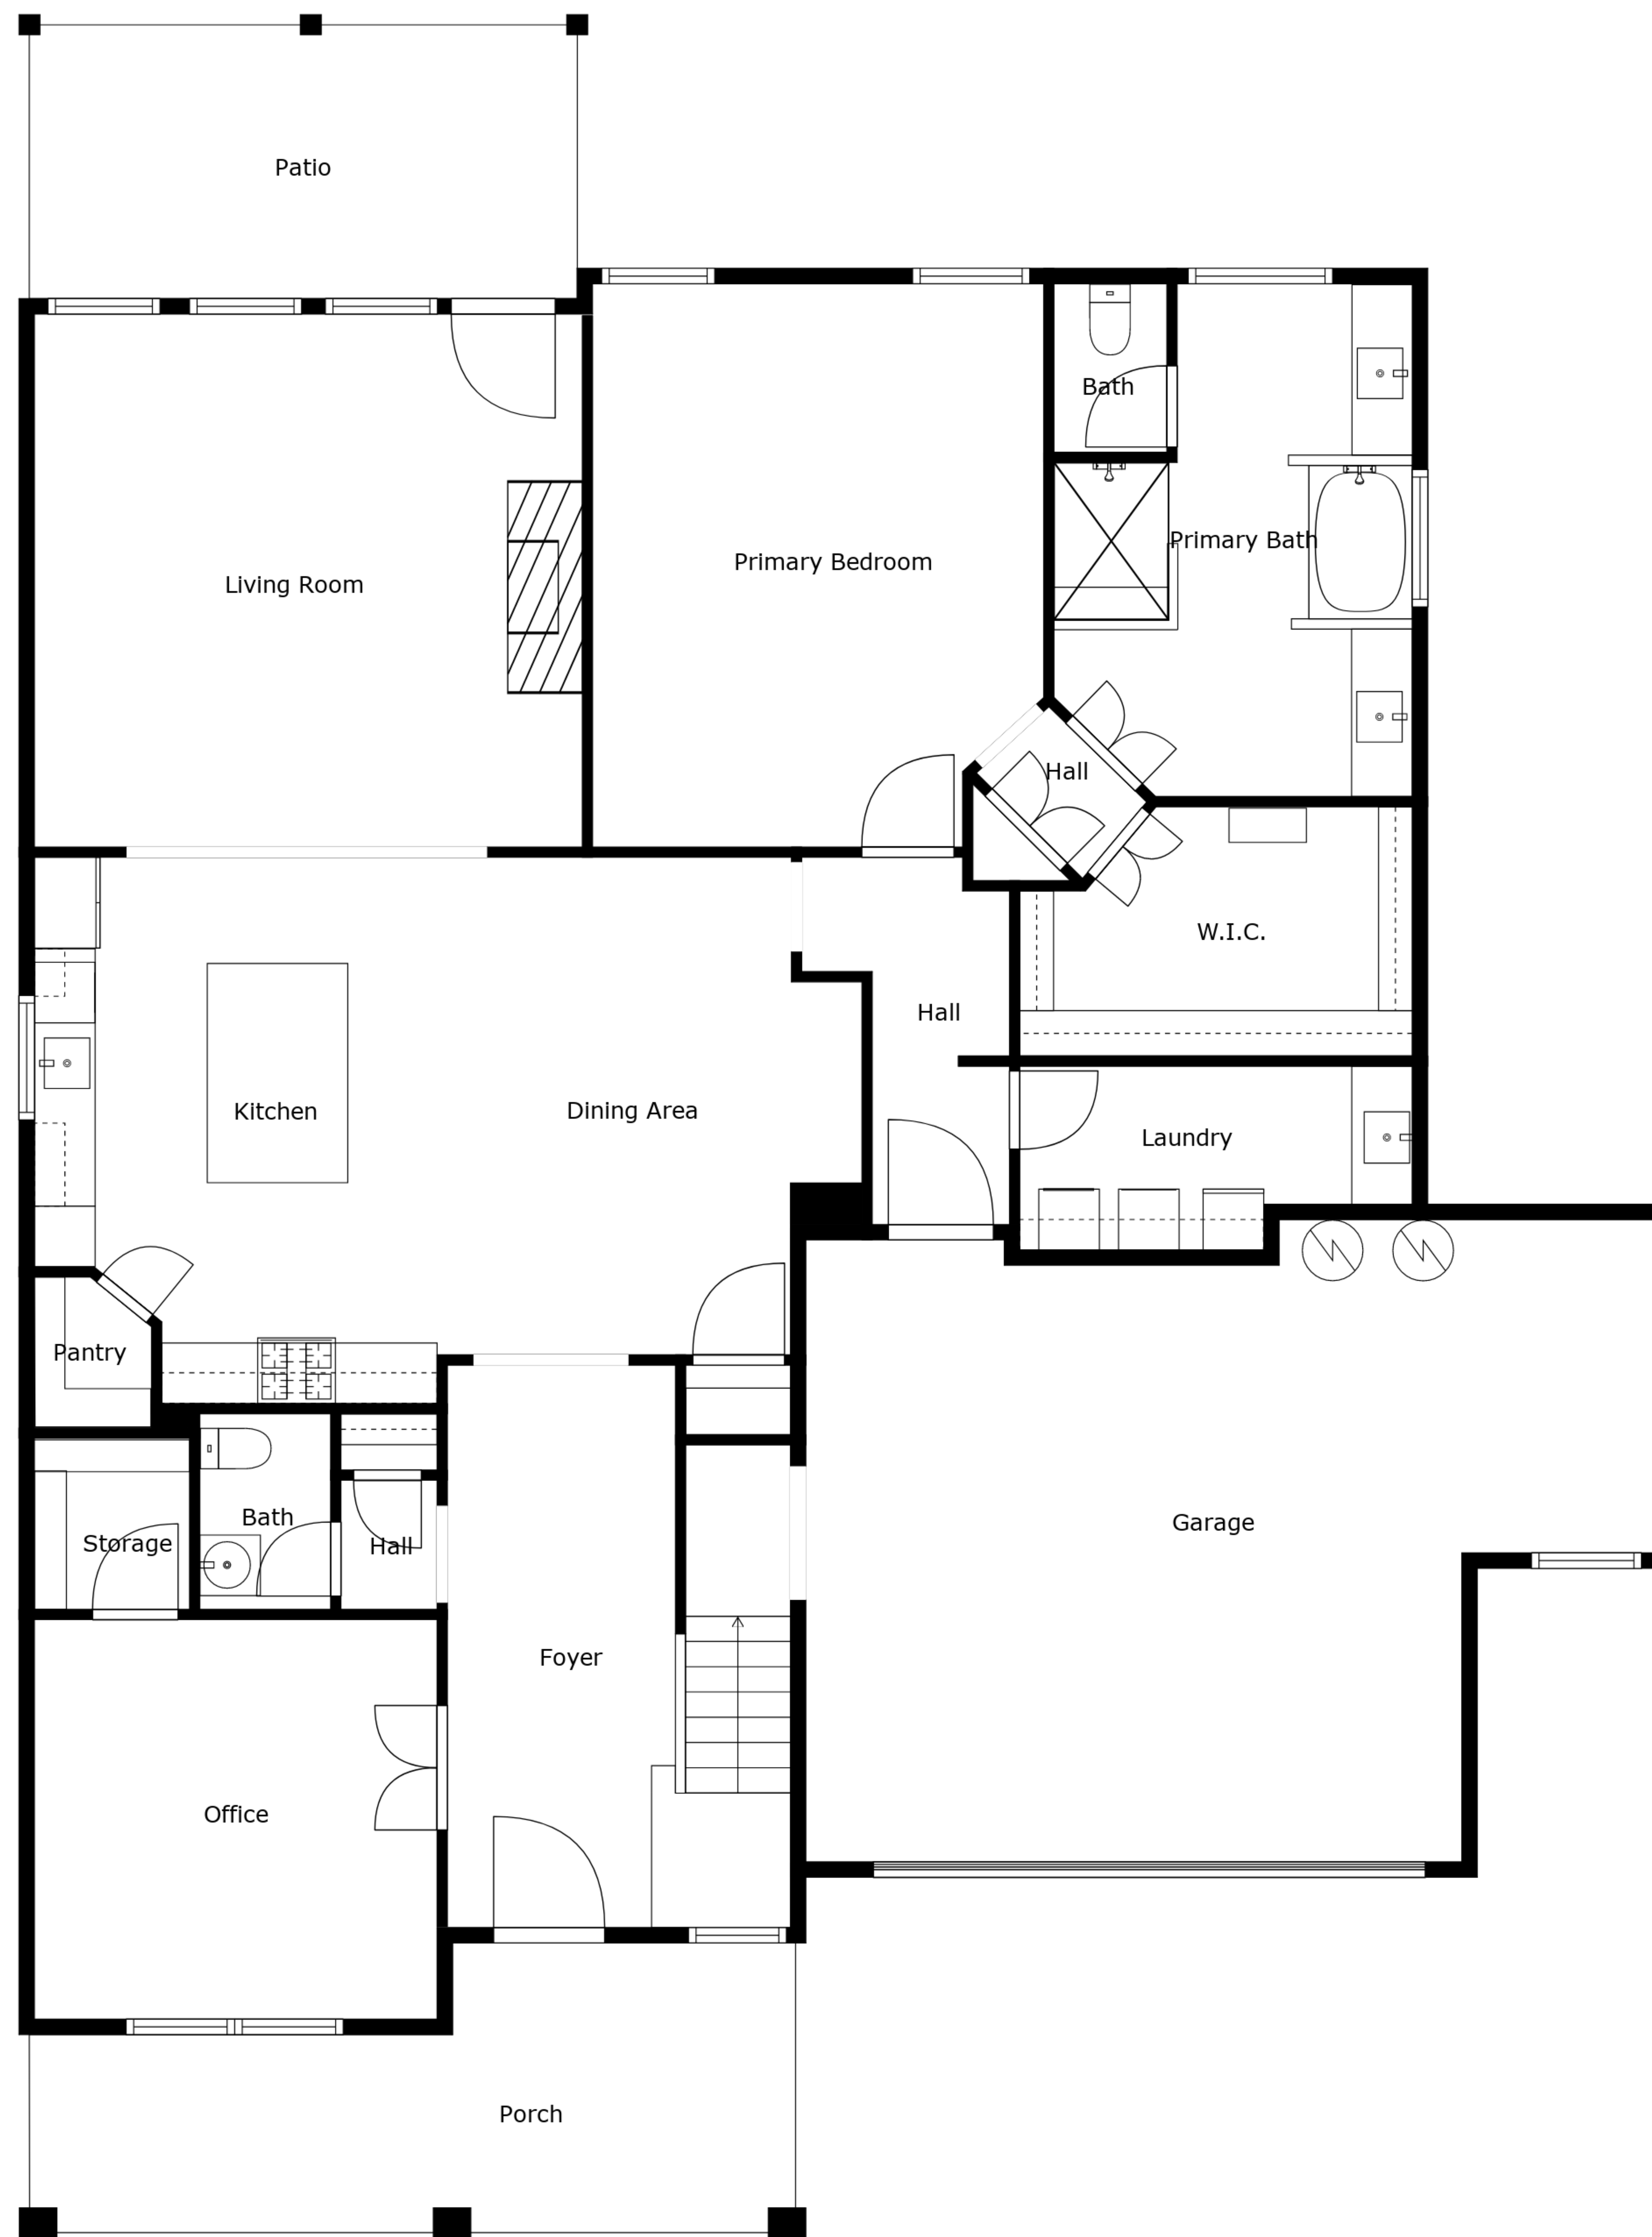 Patio
Bath
Primary Bath
Primary Bedroom
Living Room
Hall
W.I.C.
Hall
Kitchen
Dining Area
Laundry
Pantry
Bath
Garage
Storage
Hall
Foyer
Office
Porch